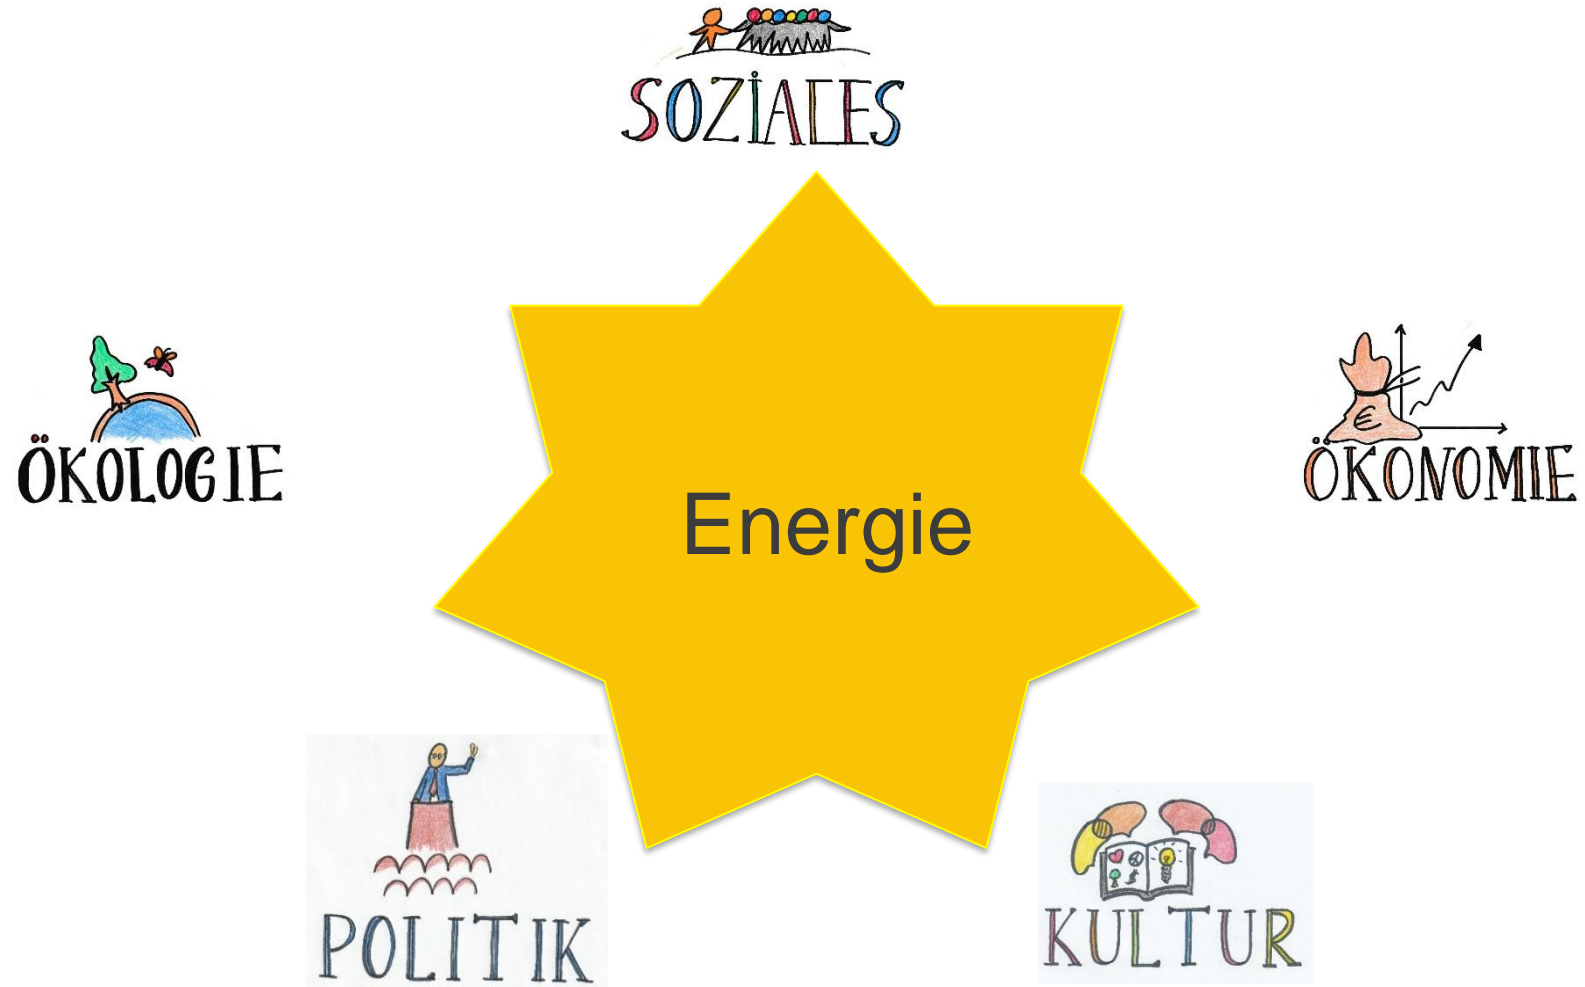 SOZIALES
ÖKOLOGIE
ÖKONOMIE
Energie
POLITIK
KULTUR